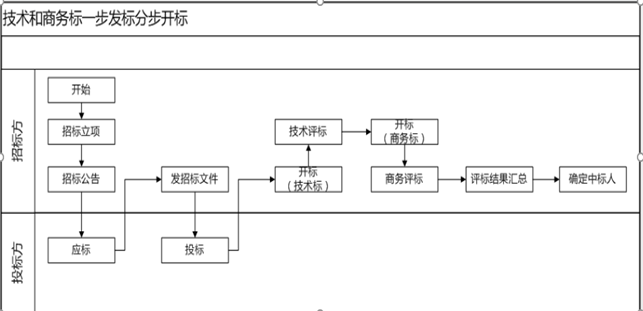 技术和商务标一步发标分步开标
招标方
开始
招标立项
招标公告
发招标文件
技术评标
开标
（技术标）
开标
（商务标）
商务评标
评标结果汇总
确定中标人
投标方
应标
投标